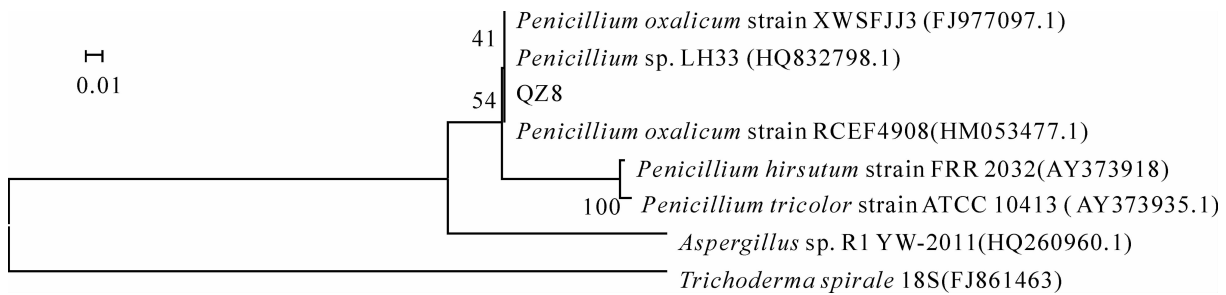 Penicillium oxalicum strain XWSFJJ3 (FJ977097.1)
41
Penicillium sp. LH33 (HQ832798.1)
0.01
QZ8
54
Penicillium oxalicum strain RCEF4908(HM053477.1)
Penicillium hirsutum strain FRR 2032(AY373918)
100 Penicillium tricolor strain ATCC 10413 ( AY373935.1)
Aspergillus sp. R1 YW-2011(HQ260960.1)
Trichoderma spirale 18S(FJ861463)